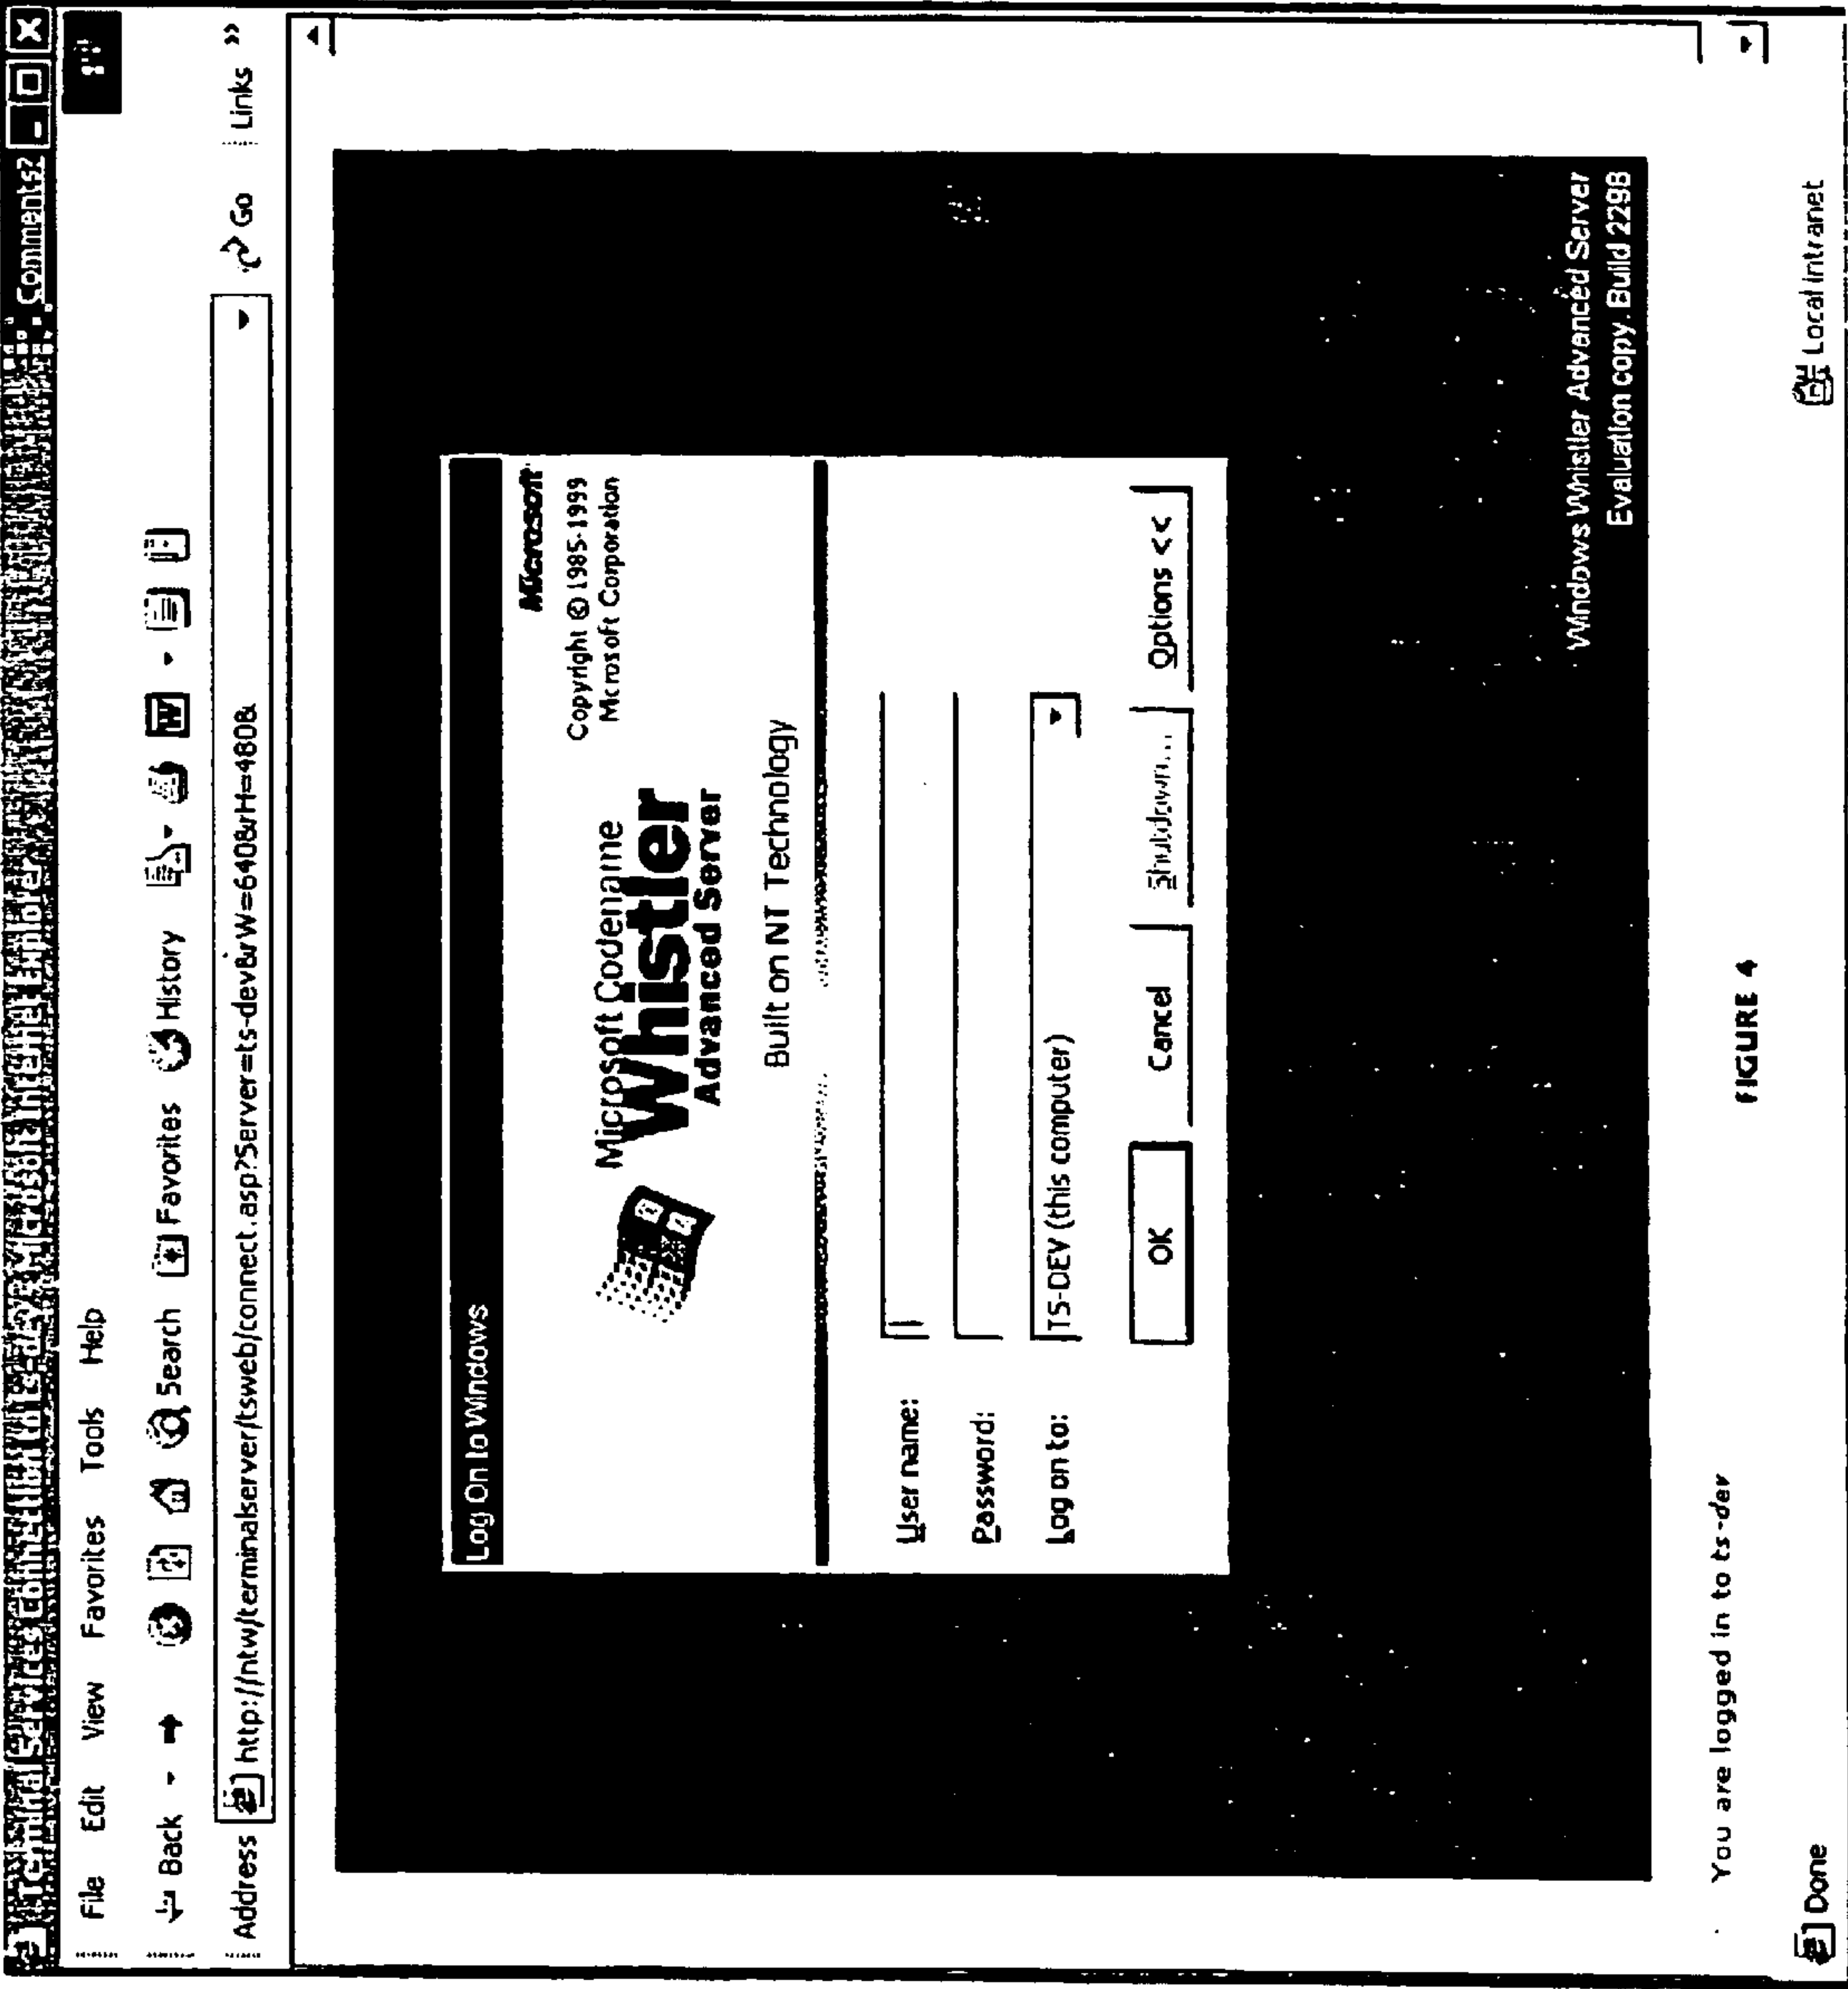 Terminal Services Connection (ts-dev) - Microsoft Internet Explorer
Comments?
File Edit View Favorites Tools Help
Back Search Favorites History
Address http://ntw/terminalserver/tsweb/connect.asp?Server=ts-dev&rW=640&rH=480& Go Links »
Log On to Windows
Microsoft
Copyright © 1985-1999
Microsoft Corporation
Microsoft Codename
Whistler
Advanced Server
Built on NT Technology
User name:
Password:
Log on to: TS-DEV (this computer)
OK Cancel Shutdown... Options <<
Windows Whistler Advanced Server
Evaluation copy. Build 2298
You are logged in to ts-dev
FIGURE 4
Done Local intranet